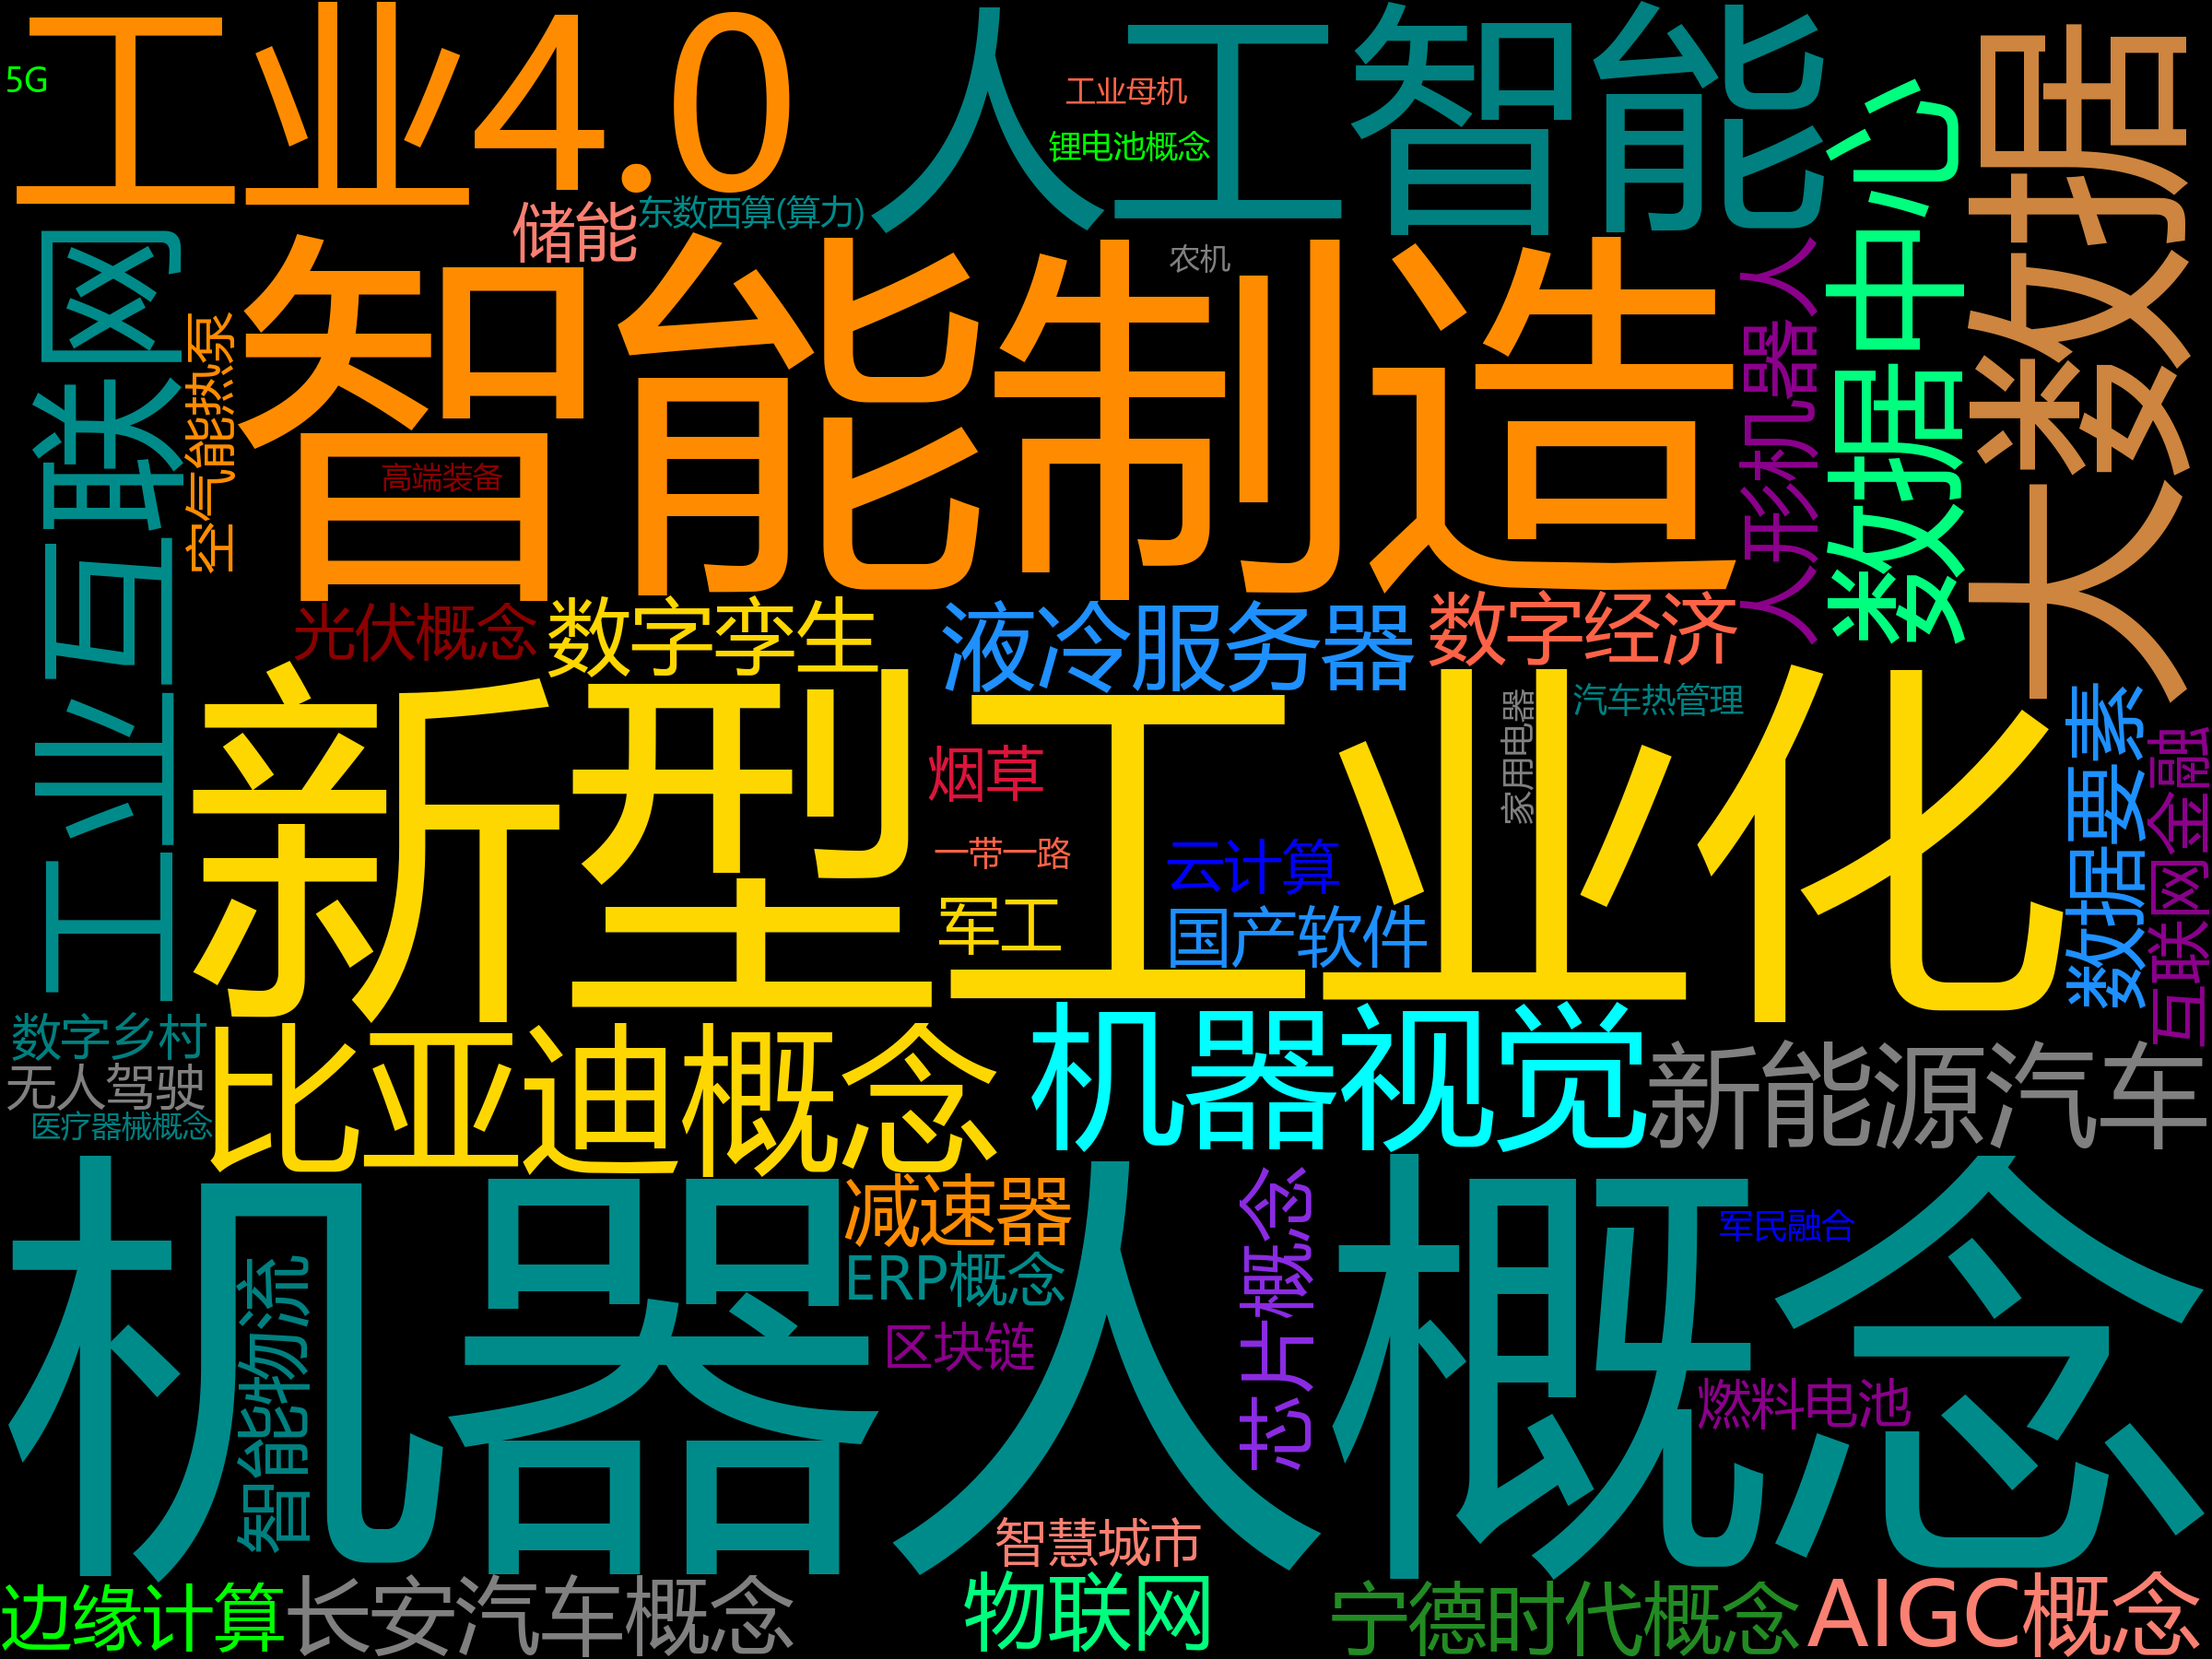 工业4.0
人工智能
大数据
5G
工业母机
锂电池概念
数据中心
储能
东数西算(算力)
农机
工业互联网
空气能热泵
智能制造
高端装备
人形机器人
光伏概念
数字孪生
液冷服务器
数字经济
汽车热管理
家用电器
新型工业化
烟草
一带一路
军工
云计算
国产软件
数据要素
互联网金融
数字乡村
无人驾驶
医疗器械概念
比亚迪概念
机器视觉
新能源汽车
减速器
ERP概念
区块链
芯片概念
军民融合
机器人概念
智能物流
燃料电池
智慧城市
边缘计算
长安汽车概念
物联网
宁德时代概念
AIGC概念